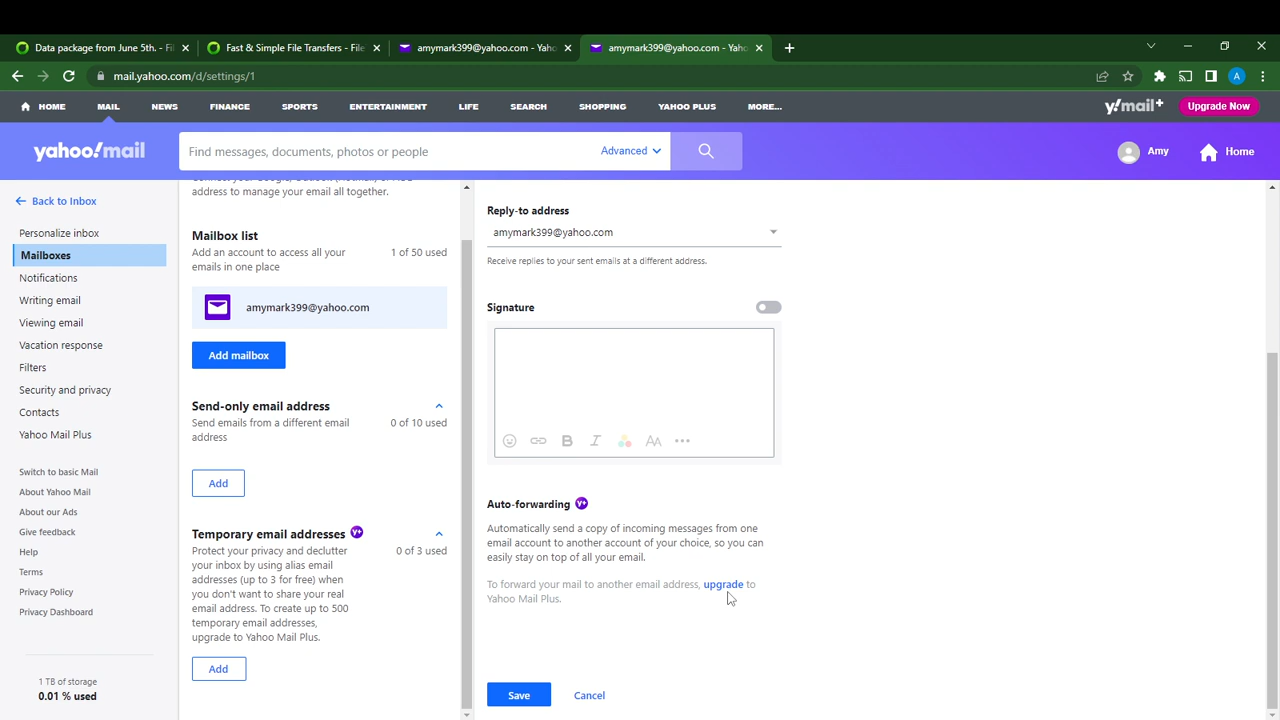 Data package from June 5th. - Fi
Fast & Simple File Transfers - File
amymark399@yahoo.com - Yaho
amymark399@yahoo.com - Yaho
mail.yahoo.com/d/settings/1
A
HOME
MAIL
NEWS
FINANCE
SPORTS
ENTERTAINMENT
LIFE
SEARCH
SHOPPING
YAHOO PLUS
MORE...
y!mail+
Upgrade Now
yahoo!mail
Find messages, documents, photos or people
Advanced
Amy
Home
Back to Inbox
Personalize inbox
Mailboxes
Notifications
Writing email
Viewing email
Vacation response
Filters
Security and privacy
Contacts
Yahoo Mail Plus
Switch to basic Mail
About Yahoo Mail
About our Ads
Give feedback
Help
Terms
Privacy Policy
Privacy Dashboard
1 TB of storage
0.01 % used
address to manage your email all together.
Mailbox list
Add an account to access all your
emails in one place
1 of 50 used
amymark399@yahoo.com
Add mailbox
Send-only email address
Send emails from a different email
address
0 of 10 used
Add
Temporary email addresses
Y+
Protect your privacy and declutter
your inbox by using alias email
addresses (up to 3 for free) when
you don't want to share your real
email address. To create up to 500
temporary email addresses,
upgrade to Yahoo Mail Plus.
0 of 3 used
Add
Reply-to address
amymark399@yahoo.com
Receive replies to your sent emails at a different address.
Signature
B
I
AA
Auto-forwarding
Y+
Automatically send a copy of incoming messages from one
email account to another account of your choice, so you can
easily stay on top of all your email.
To forward your mail to another email address, upgrade to
Yahoo Mail Plus.
Save
Cancel